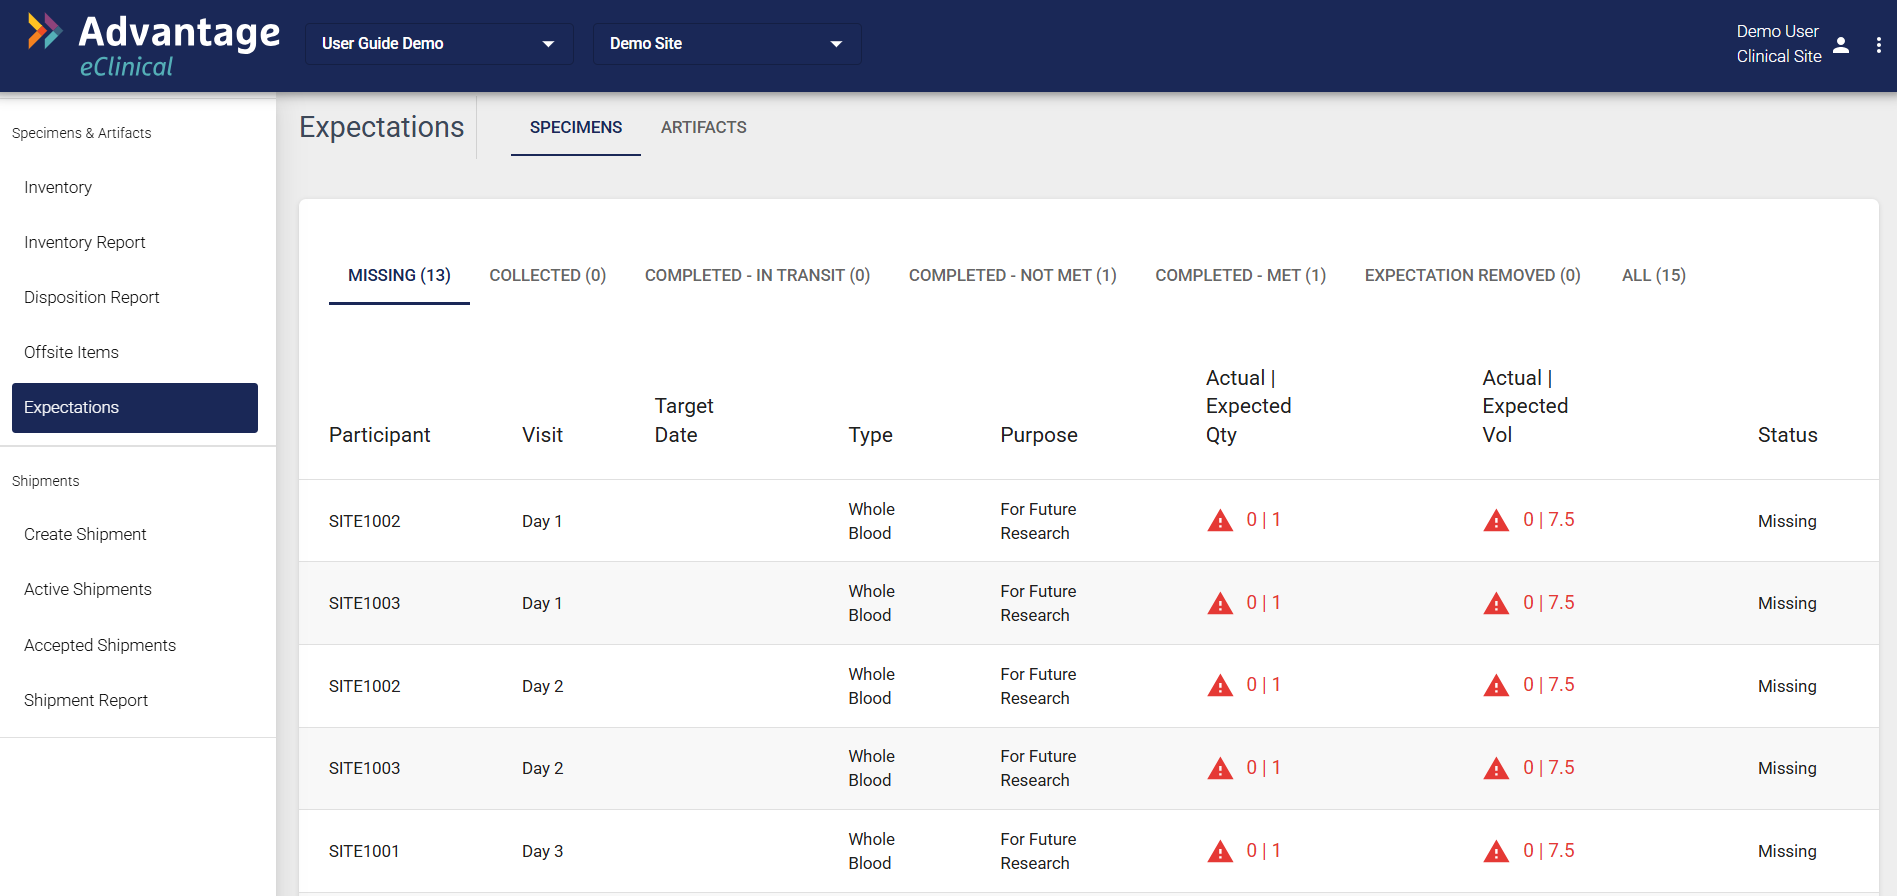 Advantage
eClinical
User Guide Demo
Demo Site
Demo User
Clinical Site
Specimens & Artifacts
Inventory
Inventory Report
Disposition Report
Offsite Items
Expectations
Shipments
Create Shipment
Active Shipments
Accepted Shipments
Shipment Report
Expectations
SPECIMENS
ARTIFACTS
MISSING (13)
COLLECTED (0)
COMPLETED - IN TRANSIT (0)
COMPLETED - NOT MET (1)
COMPLETED - MET (1)
EXPECTATION REMOVED (0)
ALL (15)
Participant
Visit
Target
Date
Type
Purpose
Actual |
Expected
Qty
Actual |
Expected
Vol
Status
SITE1002
Day 1
Whole
Blood
For Future
Research
0 | 1
0 | 7.5
Missing
SITE1003
Day 1
Whole
Blood
For Future
Research
0 | 1
0 | 7.5
Missing
SITE1002
Day 2
Whole
Blood
For Future
Research
0 | 1
0 | 7.5
Missing
SITE1003
Day 2
Whole
Blood
For Future
Research
0 | 1
0 | 7.5
Missing
SITE1001
Day 3
Whole
Blood
For Future
Research
0 | 1
0 | 7.5
Missing